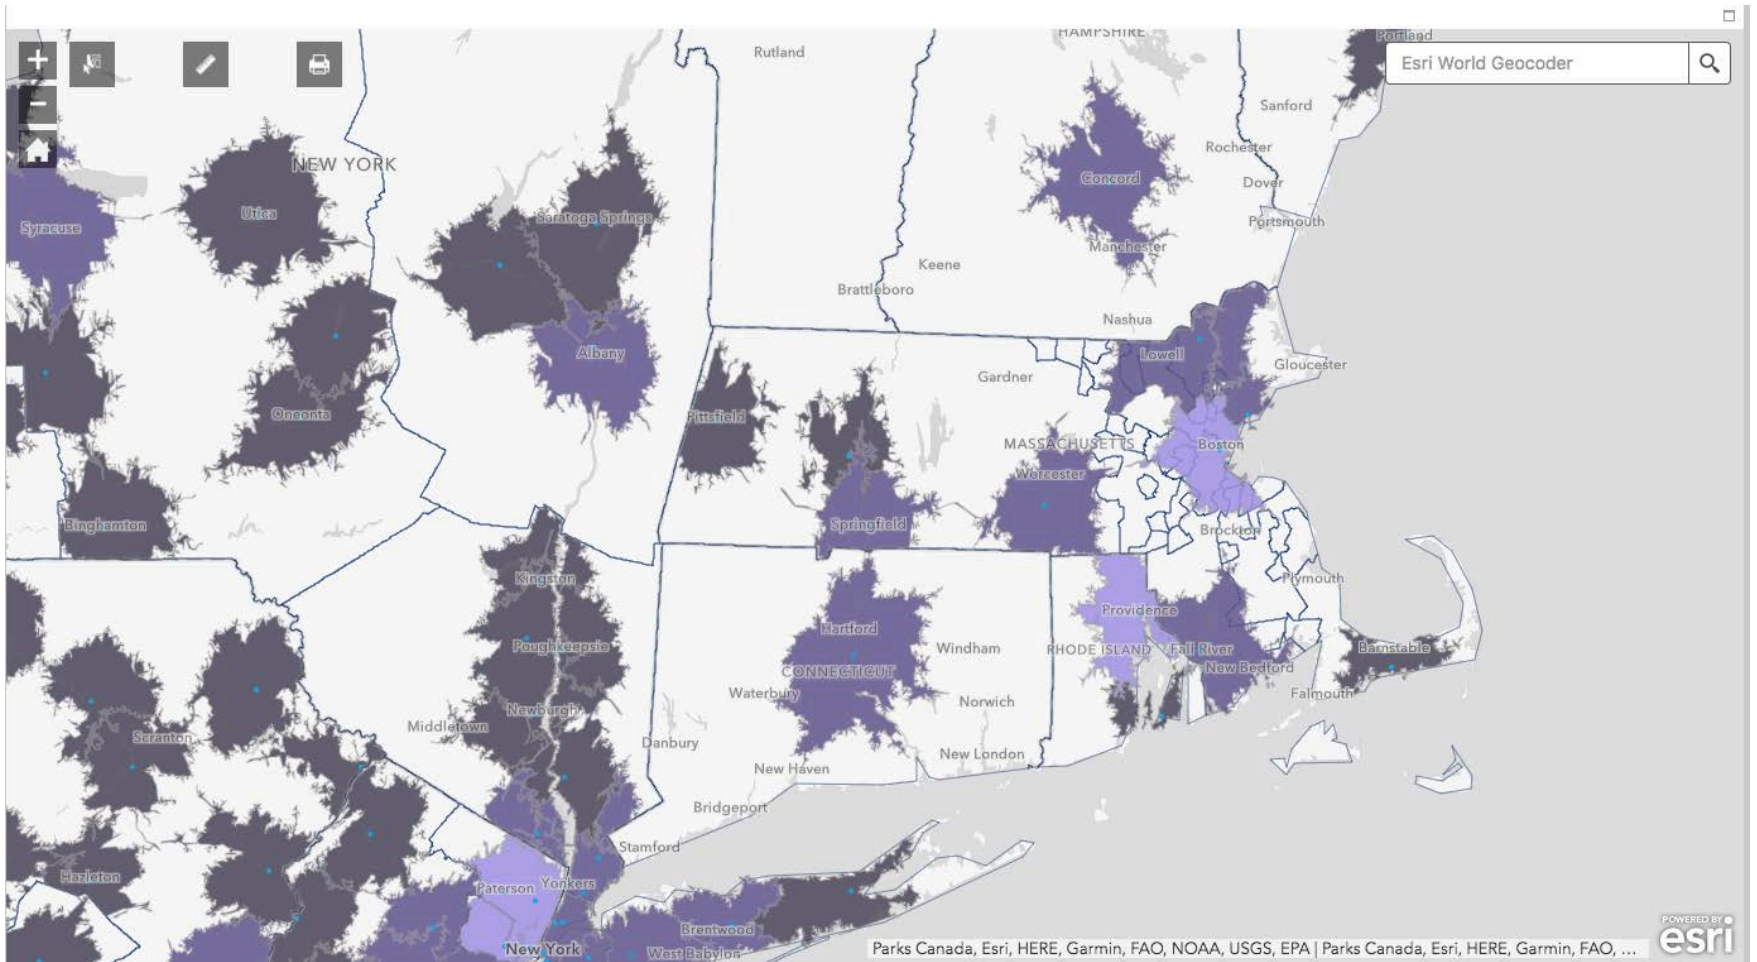 HAMPSHIRE
Portland
Rutland
Esri World Geocoder
Sanford
Rochester
NEW YORK
Concord
Dover
Utica
Saratoga Springs
Portsmouth
Syracuse
Manchester
Keene
Brattleboro
Nashua
Albany
Lowell
Gloucester
Gardner
Oneonta
Pittsfield
MASSACHUSETTS
Boston
Worcester
Binghamton
Springfield
Brockton
Kingston
Plymouth
Providence
Hartford
Poughkeepsie
Windham
RHODE ISLAND
Fall River
Barnstable
CONNECTICUT
New Bedford
Waterbury
Falmouth
Norwich
Newburgh
Middletown
Scranton
Danbury
New London
New Haven
Bridgeport
Stamford
Hazleton
Paterson
Yonkers
Brentwood
New York
West Babylon
Parks Canada, Esri, HERE, Garmin, FAO, NOAA, USGS, EPA | Parks Canada, Esri, HERE, Garmin, FAO, ...
POWERED BY
esri